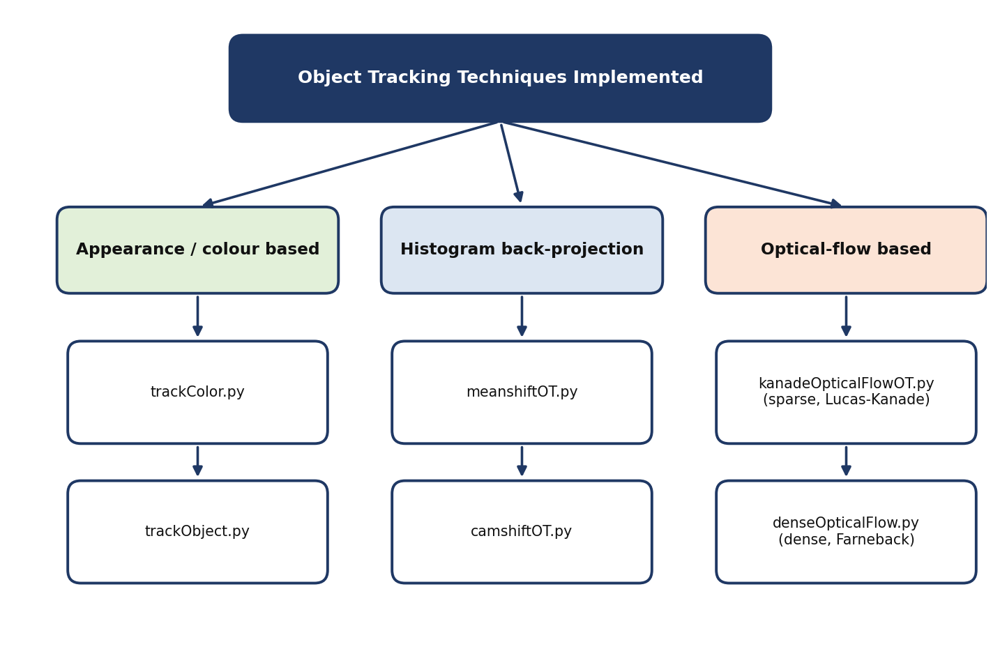 Object Tracking Techniques Implemented
Appearance / colour based
Histogram back-projection
Optical-flow based
trackColor.py
meanshiftOT.py
kanadeOpticalFlowOT.py
(sparse, Lucas-Kanade)
trackObject.py
camshiftOT.py
denseOpticalFlow.py
(dense, Farneback)